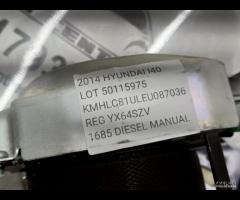 2014 HYUNDAI I40
LOT 50115975
KMHLC81ULEU087036
REG YX64SZV
1685 DIESEL MANUAL